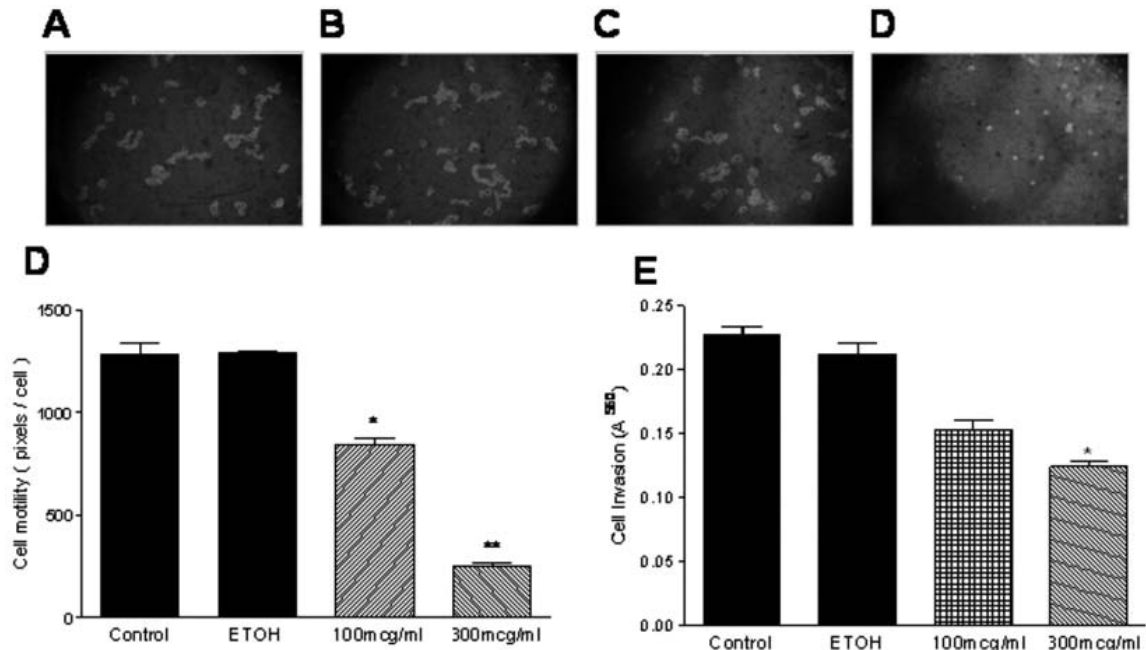 A B C D
D
1500
1000
500
0
Cell motility ( pixels / cell )
*
**
Control ETOH 100mcg/ml 300mcg/ml
E
0.25
0.20
0.15
0.10
0.05
0.00
Cell Invasion (A 560)
*
Control ETOH 100mcg/ml 300mcg/ml